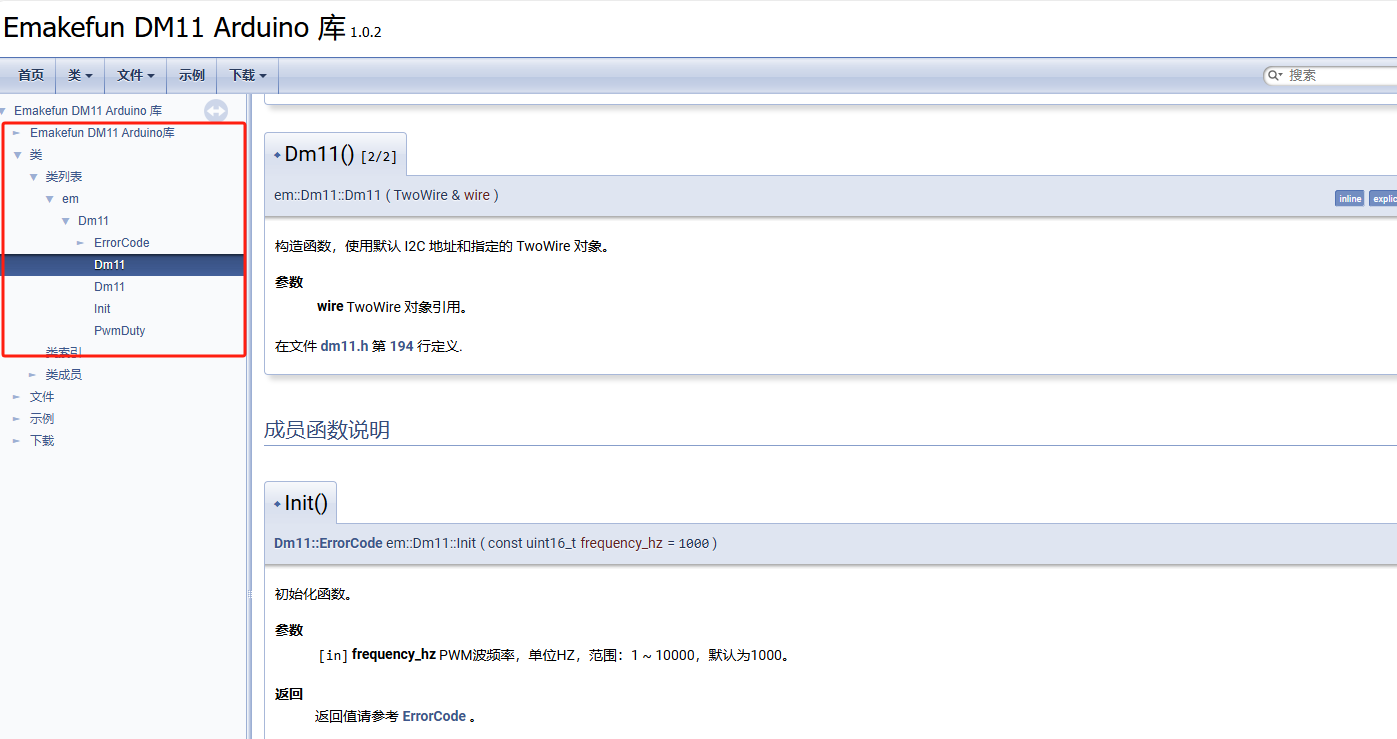 Emakefun DM11 Arduino 库 1.0.2
首页 类 文件 示例 下载 搜索
Emakefun DM11 Arduino 库
Emakefun DM11 Arduino库
类
类列表
em
Dm11
ErrorCode
Dm11
Dm11
Init
PwmDuty
类索引
类成员
文件
示例
下载
Dm11() [2/2]
em::Dm11::Dm11 ( TwoWire & wire ) inline explic
构造函数，使用默认 I2C 地址和指定的 TwoWire 对象。
参数
wire TwoWire 对象引用。
在文件 dm11.h 第 194 行定义.
成员函数说明
Init()
Dm11::ErrorCode em::Dm11::Init ( const uint16_t frequency_hz = 1000 )
初始化函数。
参数
[in] frequency_hz PWM波频率，单位HZ，范围：1 ~ 10000，默认为1000。
返回
返回值请参考 ErrorCode 。